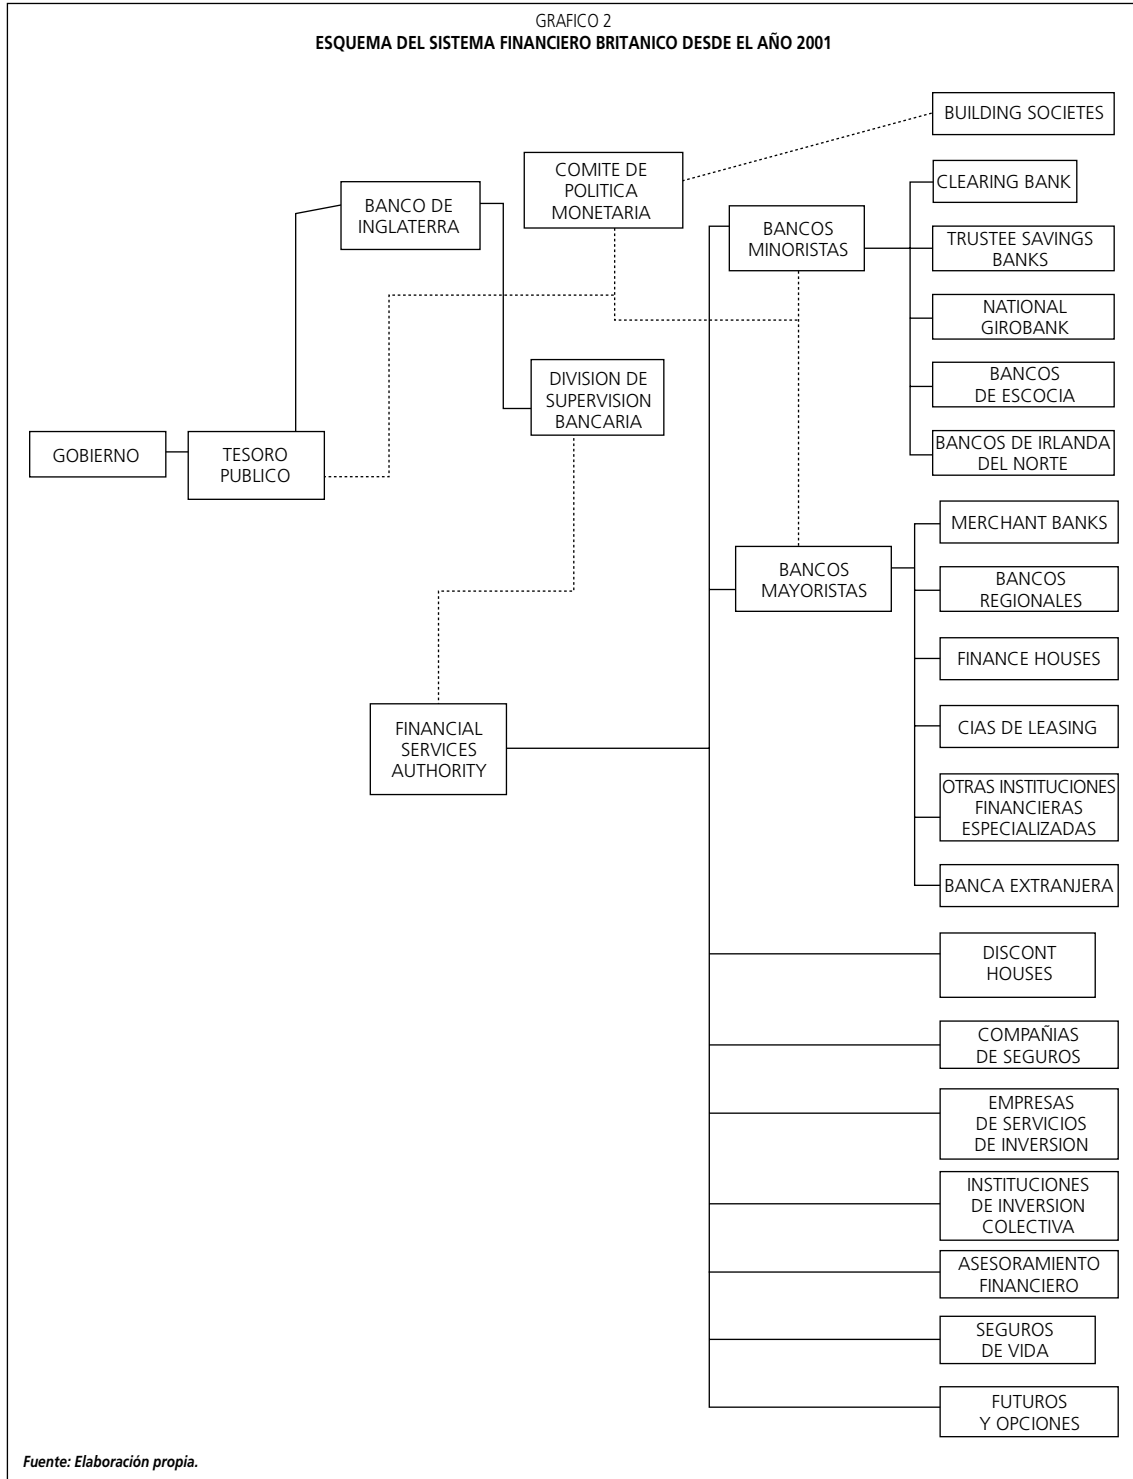 GRAFICO 2
ESQUEMA DEL SISTEMA FINANCIERO BRITANICO DESDE EL AÑO 2001
BUILDING SOCIETES
COMITE DE
POLITICA
MONETARIA
CLEARING BANK
BANCO DE
INGLATERRA
BANCOS
MINORISTAS
TRUSTEE SAVINGS
BANKS
NATIONAL
GIROBANK
DIVISION DE
SUPERVISION
BANCARIA
BANCOS
DE ESCOCIA
GOBIERNO
TESORO
PUBLICO
BANCOS DE IRLANDA
DEL NORTE
MERCHANT BANKS
BANCOS
MAYORISTAS
BANCOS
REGIONALES
FINANCE HOUSES
FINANCIAL
SERVICES
AUTHORITY
CIAS DE LEASING
OTRAS INSTITUCIONES
FINANCIERAS
ESPECIALIZADAS
BANCA EXTRANJERA
DISCONT
HOUSES
COMPAÑIAS
DE SEGUROS
EMPRESAS
DE SERVICIOS
DE INVERSION
INSTITUCIONES
DE INVERSION
COLECTIVA
ASESORAMIENTO
FINANCIERO
SEGUROS
DE VIDA
FUTUROS
Y OPCIONES
Fuente: Elaboración propia.